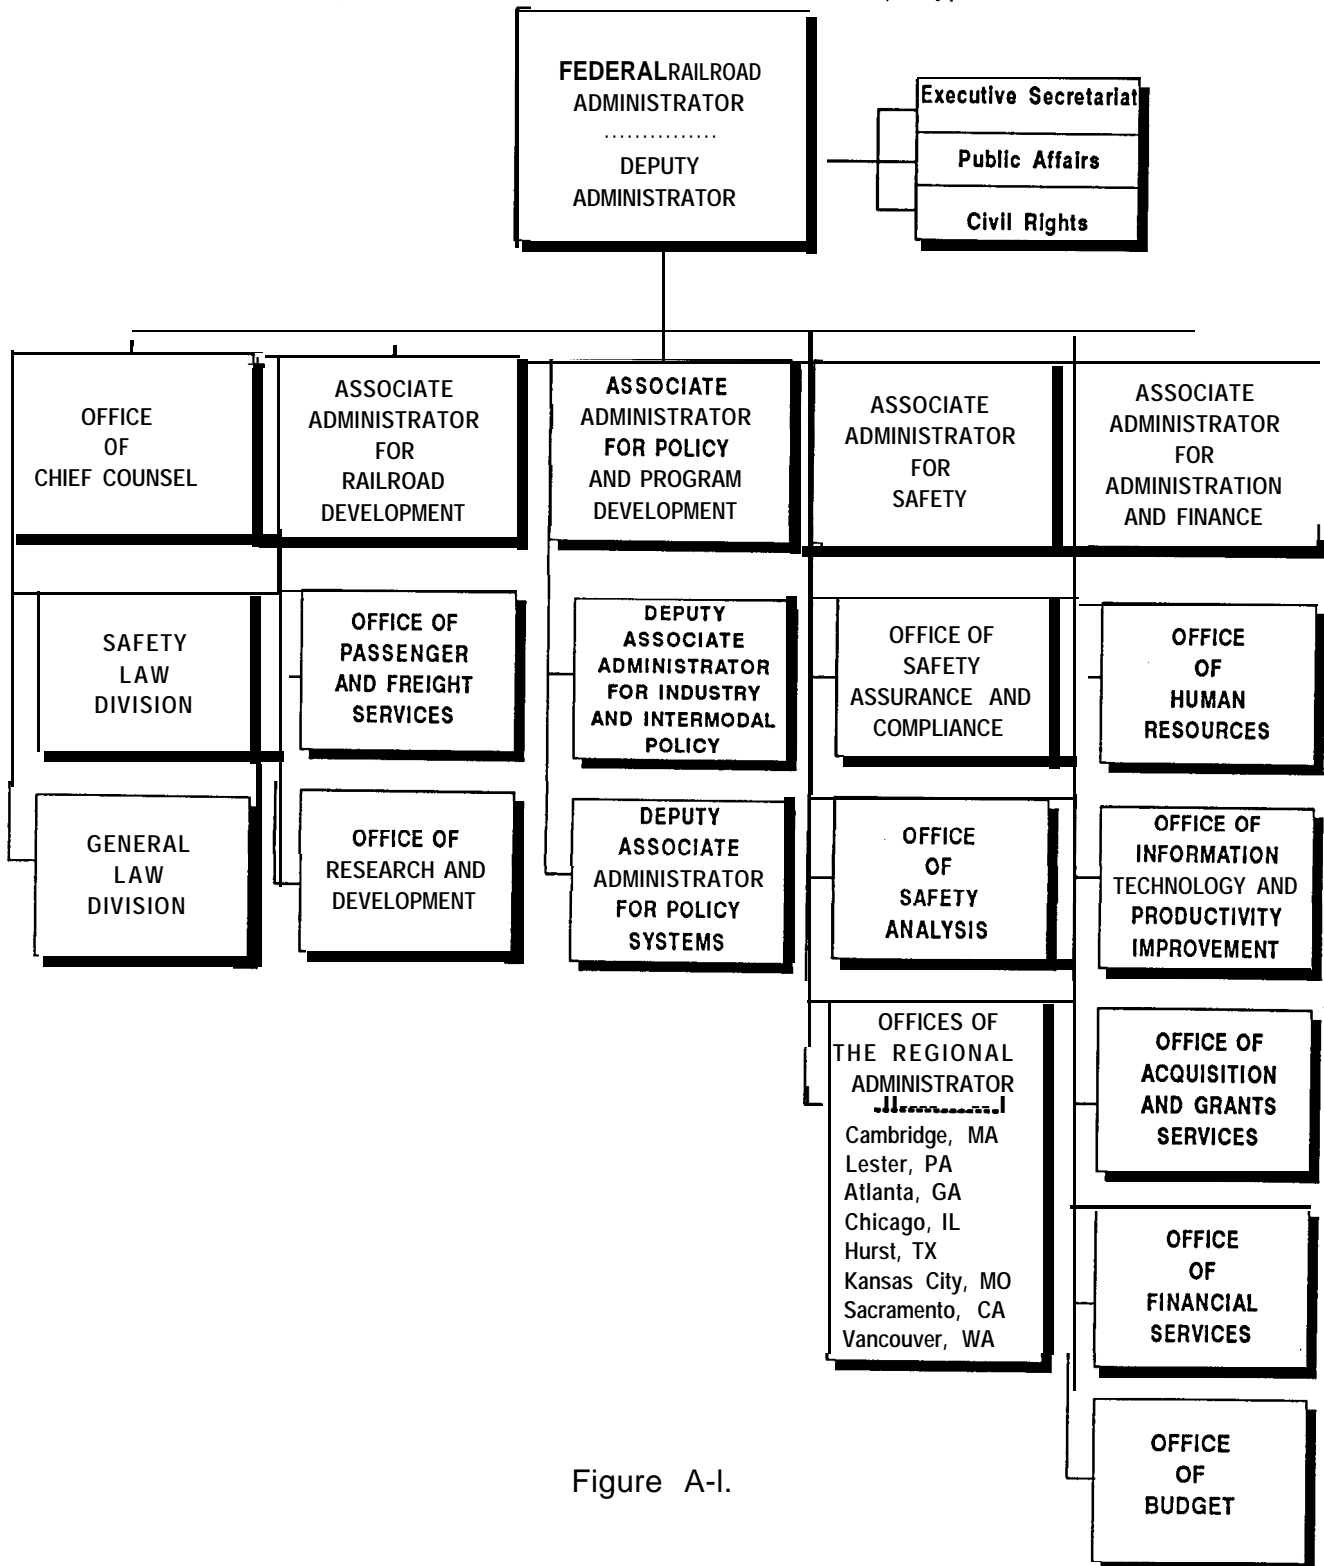 FEDERAL RAILROAD
ADMINISTRATOR
...............
DEPUTY
ADMINISTRATOR
Executive Secretariat
Public Affairs
Civil Rights
OFFICE
OF
CHIEF COUNSEL
ASSOCIATE
ADMINISTRATOR
FOR
RAILROAD
DEVELOPMENT
ASSOCIATE
ADMINISTRATOR
FOR POLICY
AND PROGRAM
DEVELOPMENT
ASSOCIATE
ADMINISTRATOR
FOR
SAFETY
ASSOCIATE
ADMINISTRATOR
FOR
ADMINISTRATION
AND FINANCE
SAFETY
LAW
DIVISION
OFFICE OF
PASSENGER
AND FREIGHT
SERVICES
DEPUTY
ASSOCIATE
ADMINISTRATOR
FOR INDUSTRY
AND INTERMODAL
POLICY
OFFICE OF
SAFETY
ASSURANCE AND
COMPLIANCE
OFFICE
OF
HUMAN
RESOURCES
GENERAL
LAW
DIVISION
OFFICE OF
RESEARCH AND
DEVELOPMENT
DEPUTY
ASSOCIATE
ADMINISTRATOR
FOR POLICY
SYSTEMS
OFFICE
OF
SAFETY
ANALYSIS
OFFICE OF
INFORMATION
TECHNOLOGY AND
PRODUCTIVITY
IMPROVEMENT
OFFICES OF
THE REGIONAL
ADMINISTRATOR
Cambridge, MA
Lester, PA
Atlanta, GA
Chicago, IL
Hurst, TX
Kansas City, MO
Sacramento, CA
Vancouver, WA
OFFICE OF
ACQUISITION
AND GRANTS
SERVICES
OFFICE
OF
FINANCIAL
SERVICES
OFFICE
OF
BUDGET
Figure A-I.